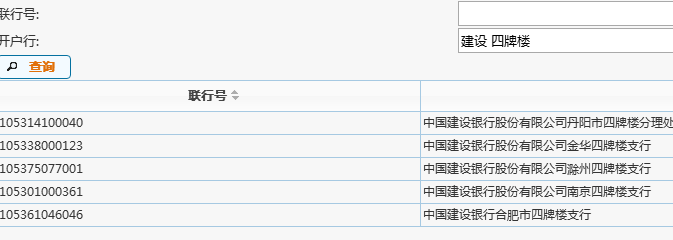 联行号:
开户行: 建设 四牌楼
查询
联行号
105314100040 中国建设银行股份有限公司丹阳市四牌楼分理处
105338000123 中国建设银行股份有限公司金华四牌楼支行
105375077001 中国建设银行股份有限公司滁州四牌楼支行
105301000361 中国建设银行股份有限公司南京四牌楼支行
105361046046 中国建设银行合肥市四牌楼支行